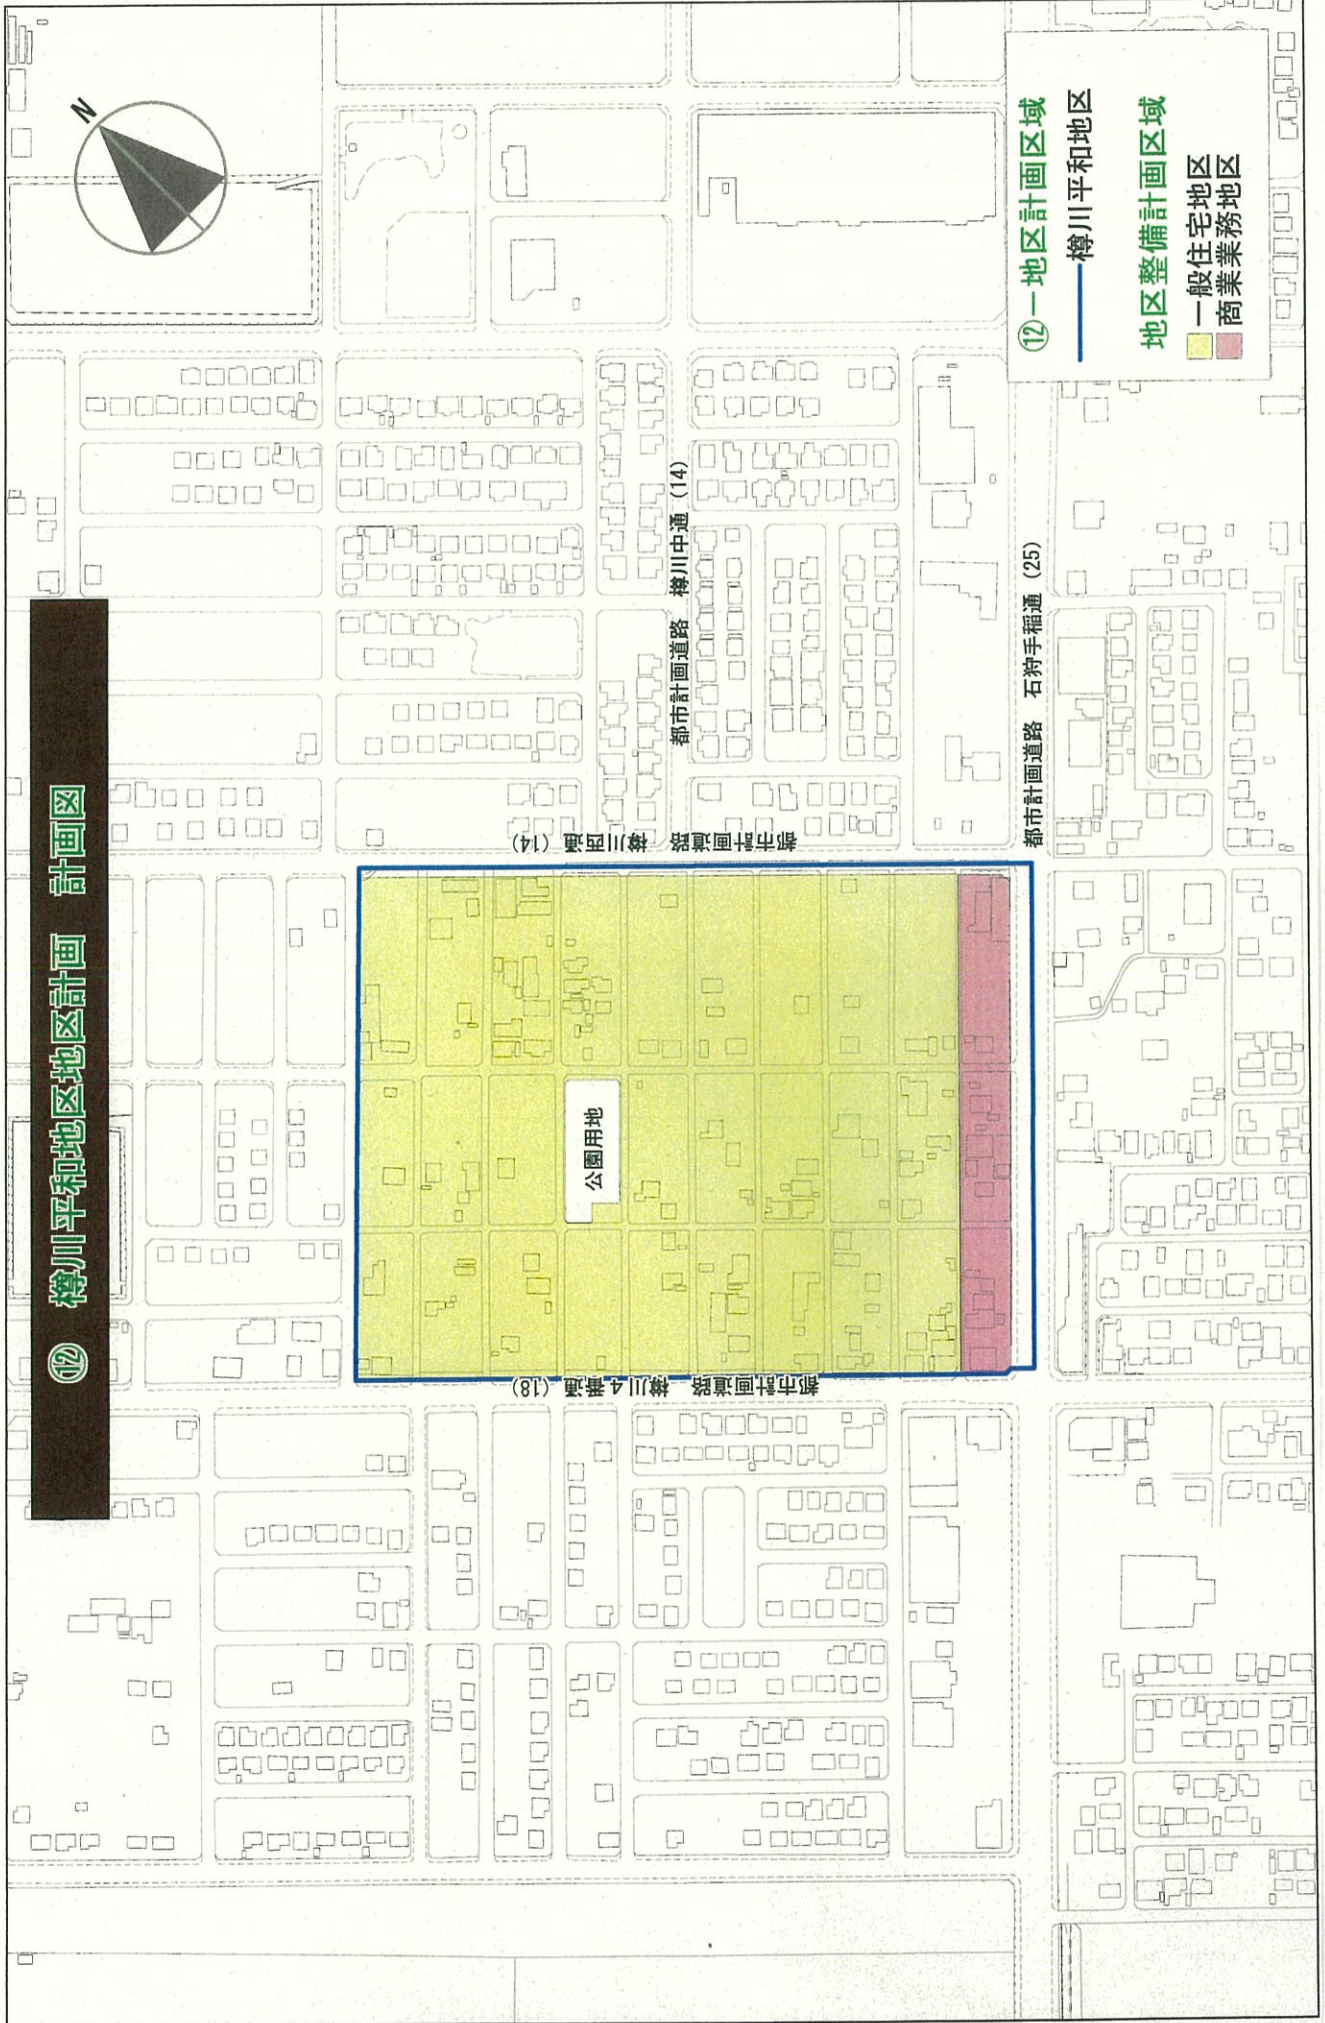 ⑫ 樽川平和地区地区計画 計画図
N
⑫一地区計画区域
樽川平和地区
地区整備計画区域
一般住宅地区
商業業務地区
都市計画道路 樽川中通 (14)
都市計画道路 石狩手稲通 (25)
都市計画道路 樽川西通 (14)
都市計画道路 樽川4番通 (18)
公園用地